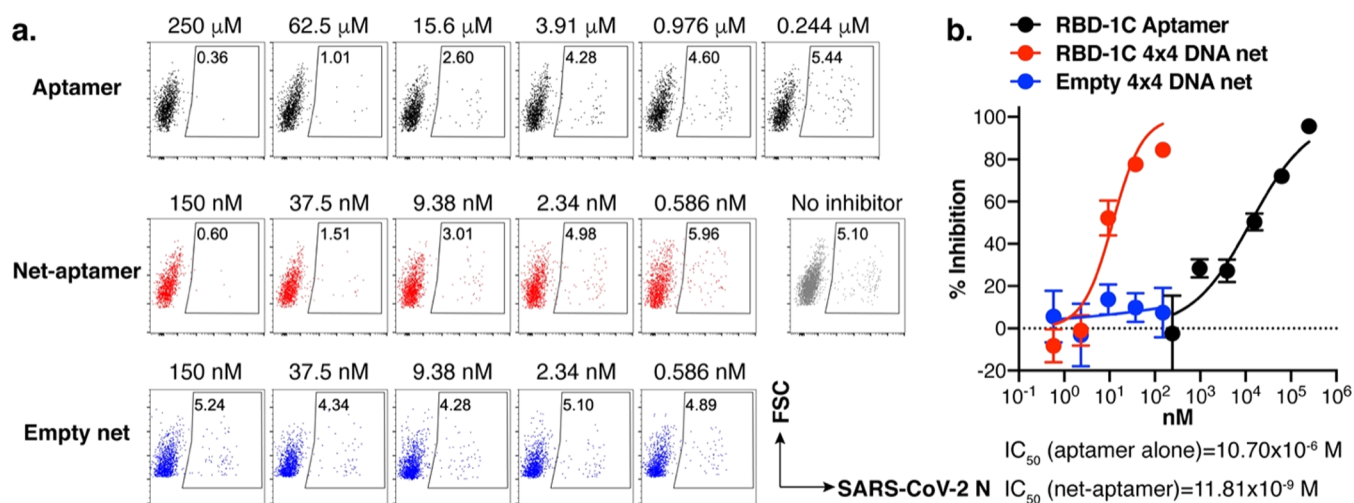 a.
250 μM 62.5 μM 15.6 μM 3.91 μM 0.976 μM 0.244 μM
Aptamer
0.36 1.01 2.60 4.28 4.60 5.44
150 nM 37.5 nM 9.38 nM 2.34 nM 0.586 nM No inhibitor
Net-aptamer
0.60 1.51 3.01 4.98 5.96 5.10
150 nM 37.5 nM 9.38 nM 2.34 nM 0.586 nM
Empty net
5.24 4.34 4.28 5.10 4.89
FSC
SARS-CoV-2 N
b.
RBD-1C Aptamer
RBD-1C 4x4 DNA net
Empty 4x4 DNA net
% Inhibition
100
80
60
40
20
0
-20
10-1 10⁰ 10¹ 10² 10³ 10⁴ 10⁵ 10⁶
nM
IC50 (aptamer alone)=10.70x10-6 M
IC50 (net-aptamer)=11.81x10-9 M